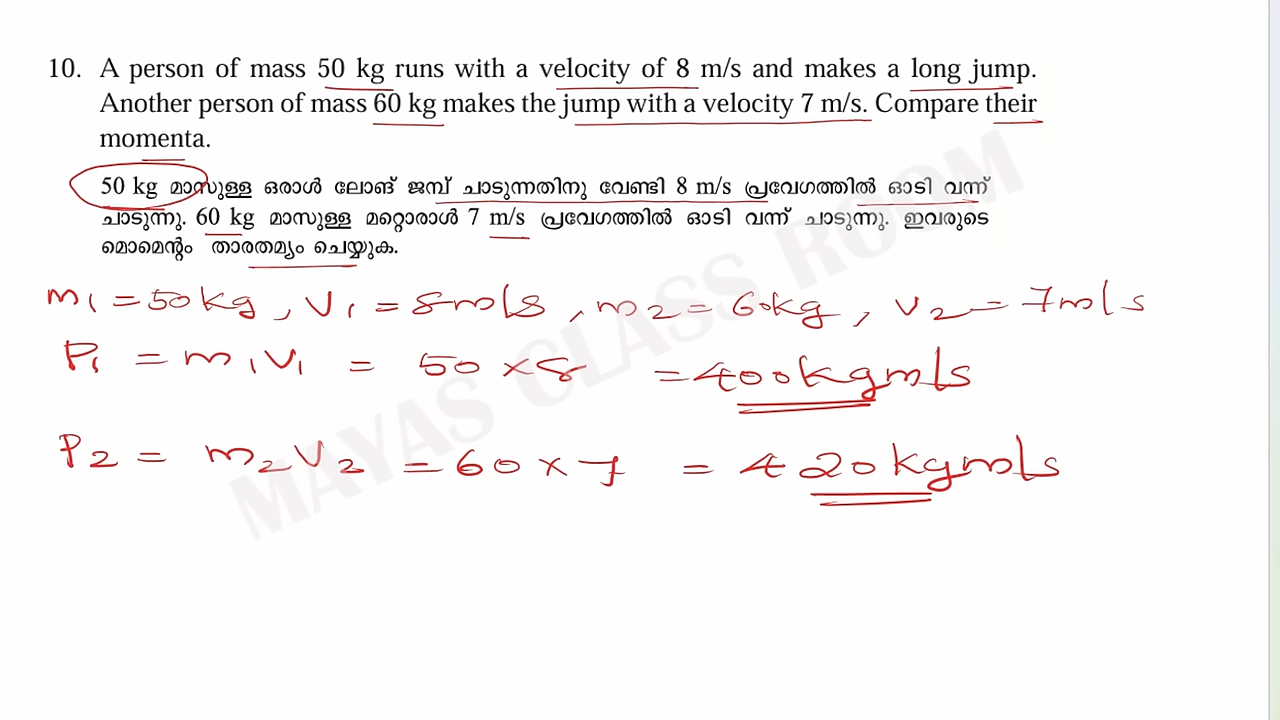 10. A person of mass 50 kg runs with a velocity of 8 m/s and makes a long jump.
Another person of mass 60 kg makes the jump with a velocity 7 m/s. Compare their
momenta.
50 kg മാസുള്ള ഒരാൾ ലോങ് ജമ്പ് ചാടുന്നതിനു വേണ്ടി 8 m/s പ്രവേഗത്തിൽ ഓടി വന്ന്
ചാടുന്നു. 60 kg മാസുള്ള മറ്റൊരാൾ 7 m/s പ്രവേഗത്തിൽ ഓടി വന്ന് ചാടുന്നു. ഇവരുടെ
മൊമെന്റം താരതമ്യം ചെയ്യുക.
m1 = 50kg, V1 = 8m/s, m2 = 60kg, V2 = 7m/s
P1 = m1V1 = 50 × 8 = 400kgm/s
P2 = m2V2 = 60 × 7 = 420kgm/s
MAYAS CLASS ROOM